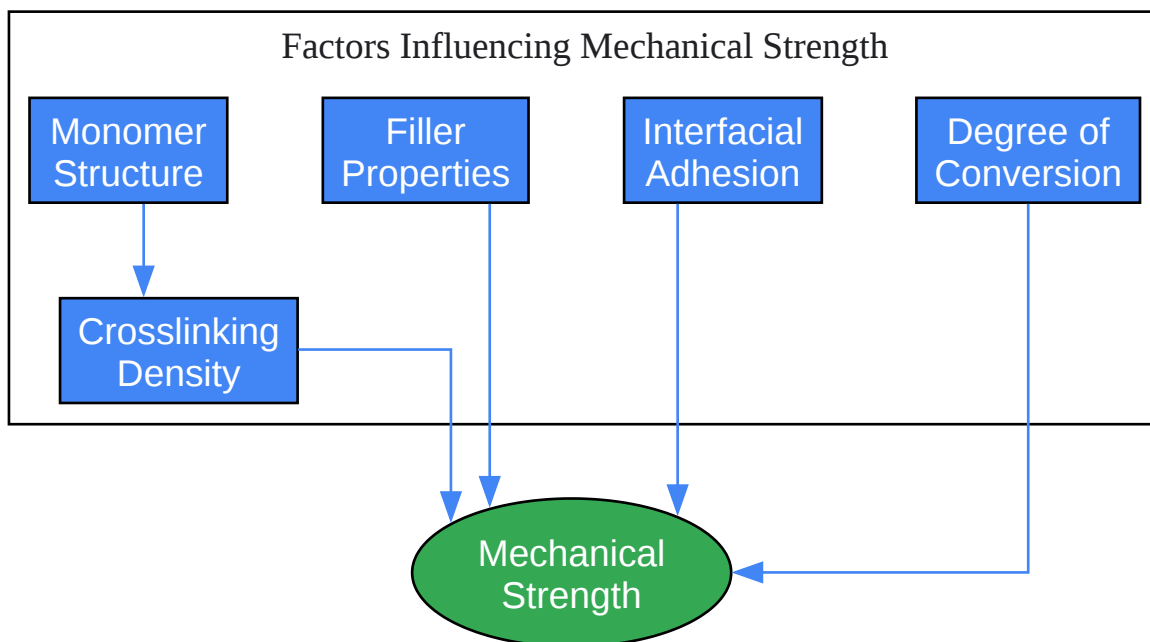 Factors Influencing Mechanical Strength
Monomer
Structure
Filler
Properties
Interfacial
Adhesion
Degree of
Conversion
Crosslinking
Density
Mechanical
Strength